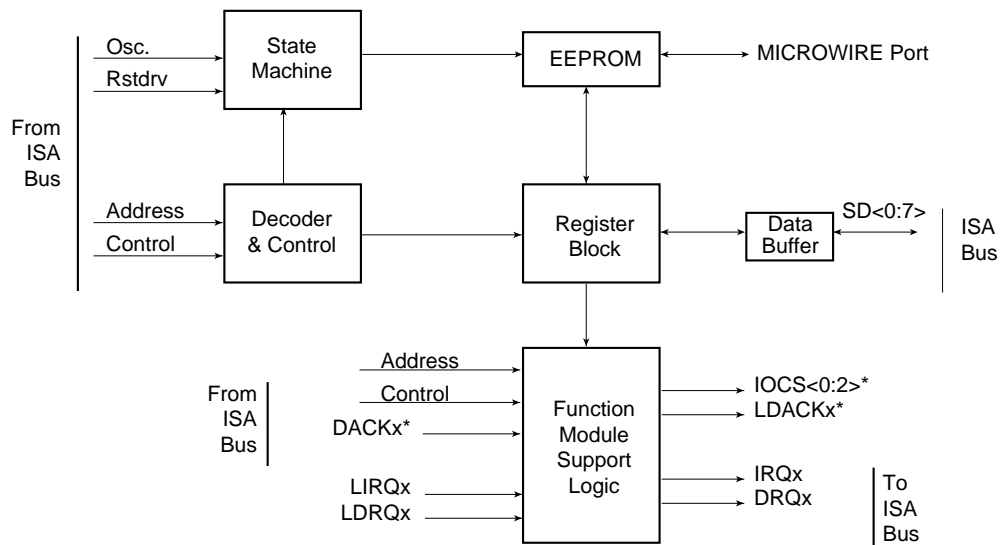 Osc.
Rstdrv
State
Machine
EEPROM
MICROWIRE Port
From
ISA
Bus
Address
Control
Decoder
& Control
Register
Block
Data
Buffer
SD<0:7>
ISA
Bus
From
ISA
Bus
Address
Control
DACKx*
LIRQx
LDRQx
Function
Module
Support
Logic
IOCS<0:2>*
LDACKx*
IRQx
DRQx
To
ISA
Bus